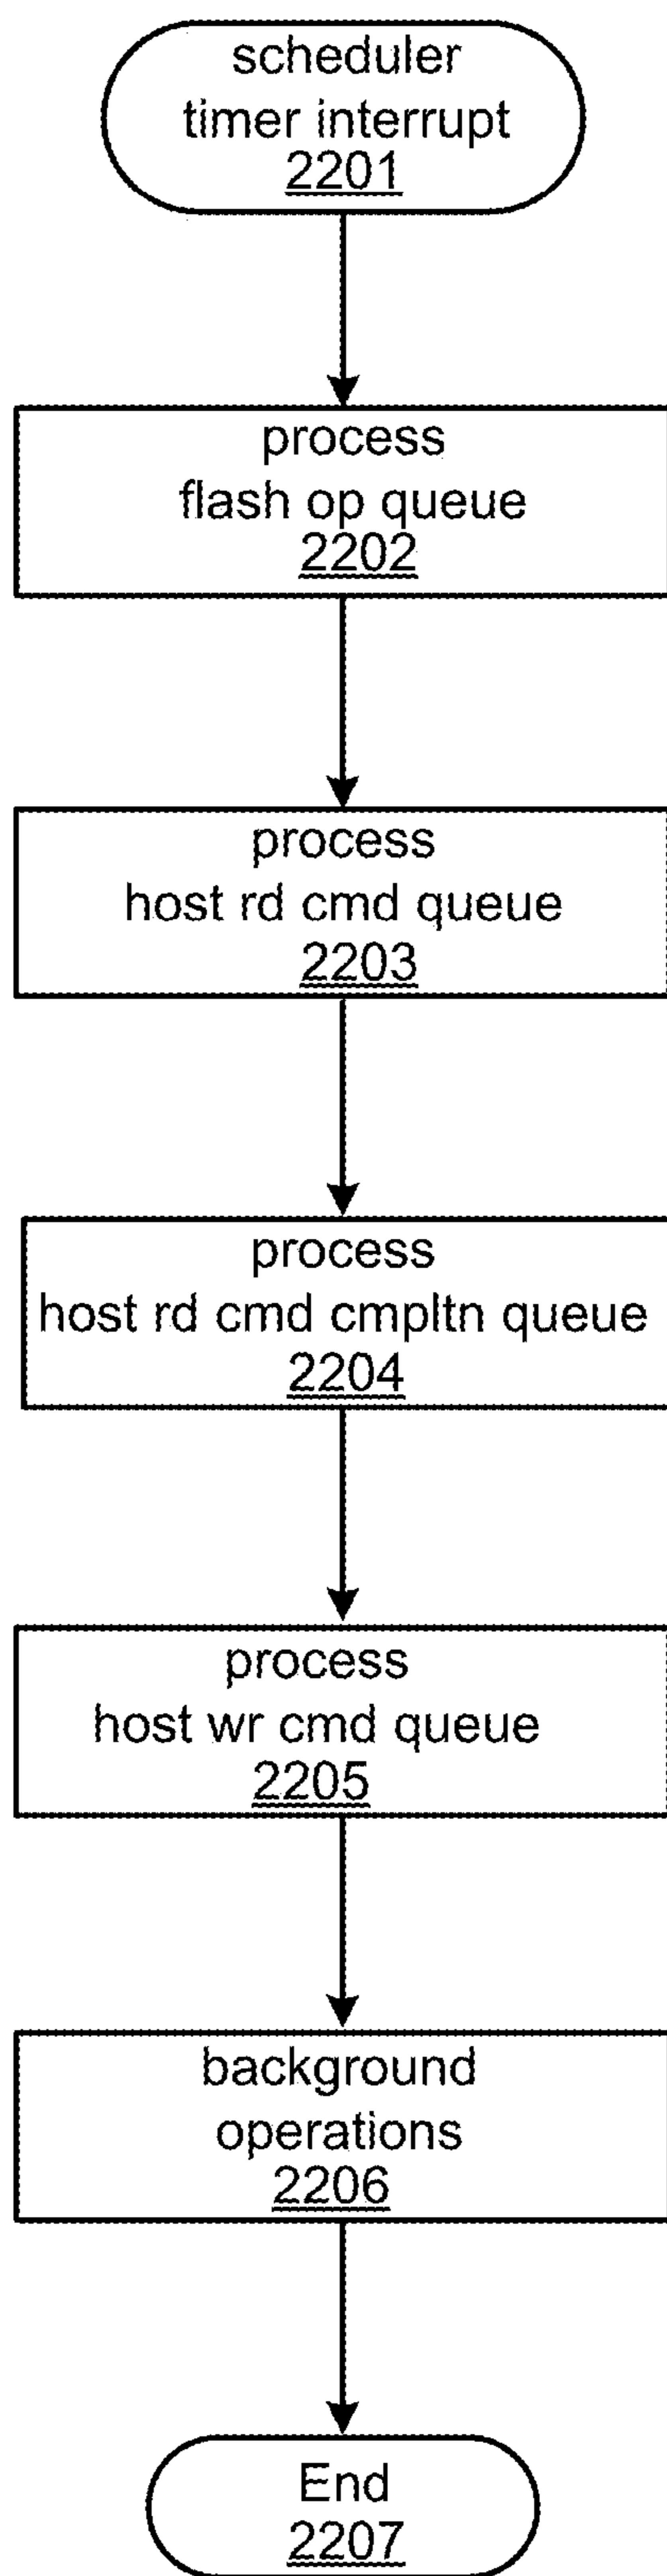 scheduler
timer interrupt
2201
process
flash op queue
2202
process
host rd cmd queue
2203
process
host rd cmd cmpltn queue
2204
process
host wr cmd queue
2205
background
operations
2206
End
2207